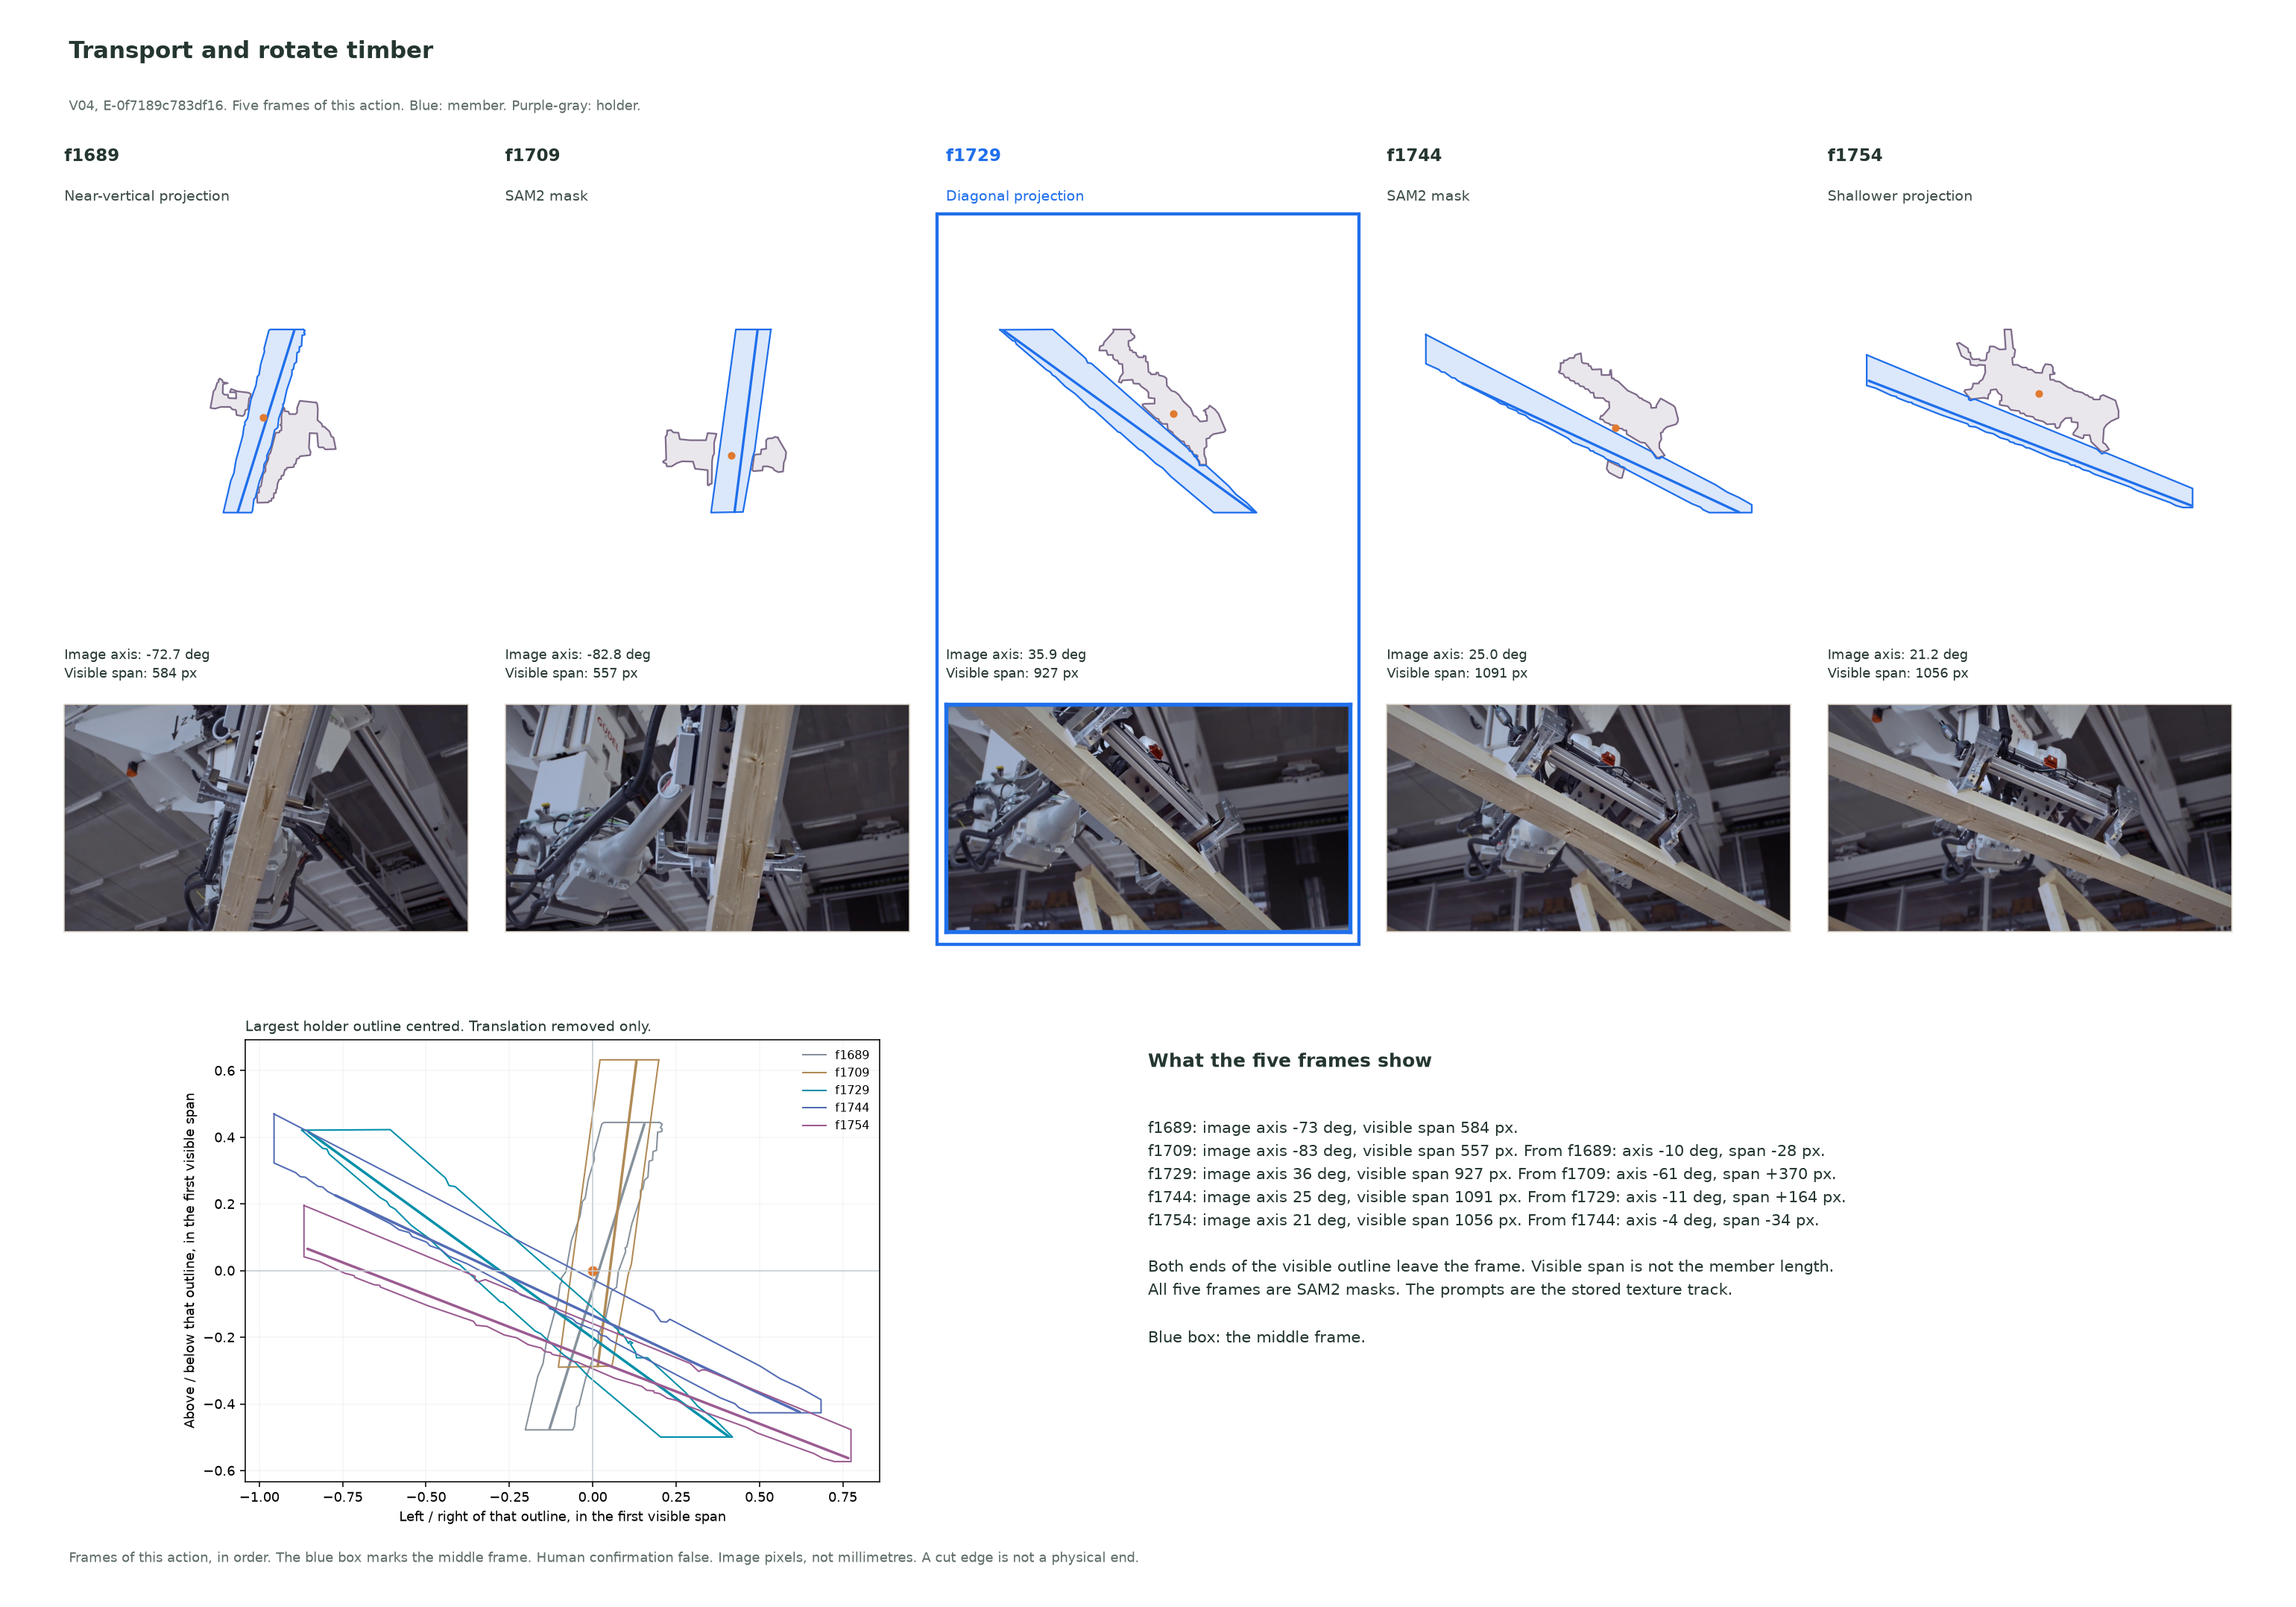 Transport and rotate timber
V04, E-0f7189c783df16. Five frames of this action. Blue: member. Purple-gray: holder.
f1689
Near-vertical projection
f1709
SAM2 mask
f1729
Diagonal projection
f1744
SAM2 mask
f1754
Shallower projection
Image axis: -72.7 deg
Visible span: 584 px
Image axis: -82.8 deg
Visible span: 557 px
Image axis: 35.9 deg
Visible span: 927 px
Image axis: 25.0 deg
Visible span: 1091 px
Image axis: 21.2 deg
Visible span: 1056 px
GÜDEL
Largest holder outline centred. Translation removed only.
f1689
f1709
f1729
f1744
f1754
0.6
0.4
0.2
0.0
−0.2
−0.4
−0.6
−1.00
−0.75
−0.50
−0.25
0.00
0.25
0.50
0.75
Above / below that outline, in the first visible span
Left / right of that outline, in the first visible span
What the five frames show
f1689: image axis -73 deg, visible span 584 px.
f1709: image axis -83 deg, visible span 557 px. From f1689: axis -10 deg, span -28 px.
f1729: image axis 36 deg, visible span 927 px. From f1709: axis -61 deg, span +370 px.
f1744: image axis 25 deg, visible span 1091 px. From f1729: axis -11 deg, span +164 px.
f1754: image axis 21 deg, visible span 1056 px. From f1744: axis -4 deg, span -34 px.
Both ends of the visible outline leave the frame. Visible span is not the member length.
All five frames are SAM2 masks. The prompts are the stored texture track.
Blue box: the middle frame.
Frames of this action, in order. The blue box marks the middle frame. Human confirmation false. Image pixels, not millimetres. A cut edge is not a physical end.